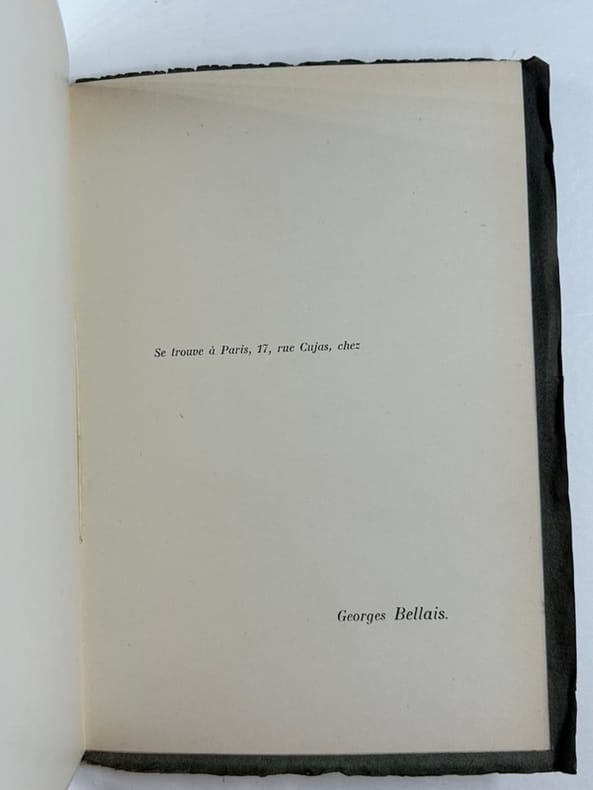 Se trouve à Paris, 17, rue Cujas, chez
Georges Bellais.